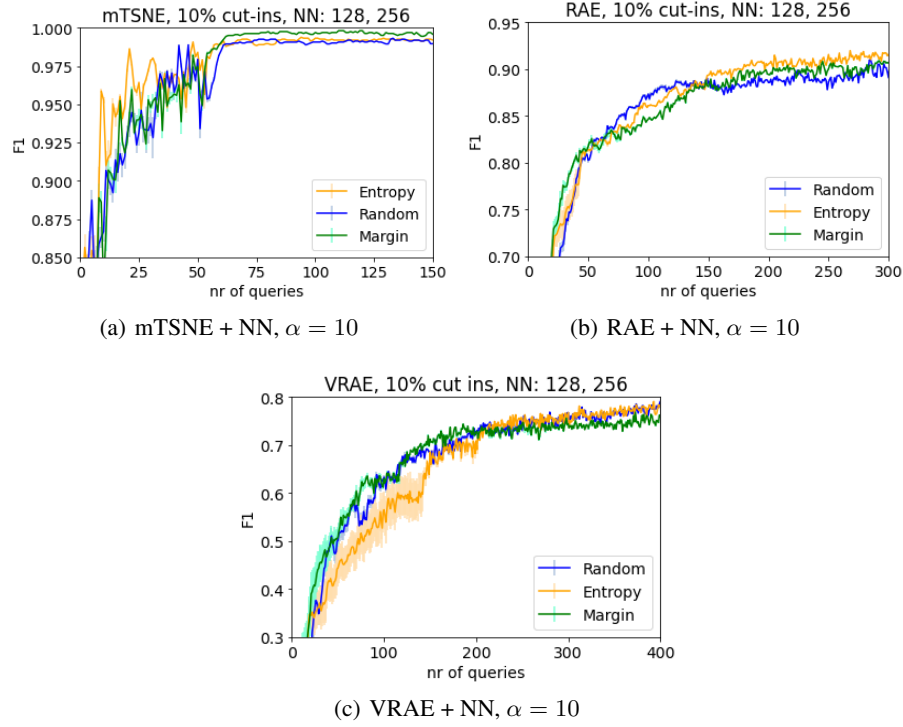 mTSNE, 10% cut-ins, NN: 128, 256
1.000
0.975
0.950
0.925
0.900
0.875
0.850
F1
Entropy
Random
Margin
0 25 50 75 100 125 150
nr of queries
(a) mTSNE + NN, α = 10
RAE, 10% cut-ins, NN: 128, 256
0.95
0.90
0.85
0.80
0.75
0.70
F1
Random
Entropy
Margin
0 50 100 150 200 250 300
nr of queries
(b) RAE + NN, α = 10
VRAE, 10% cut ins, NN: 128, 256
0.8
0.7
0.6
0.5
0.4
0.3
F1
Random
Entropy
Margin
0 100 200 300 400
nr of queries
(c) VRAE + NN, α = 10